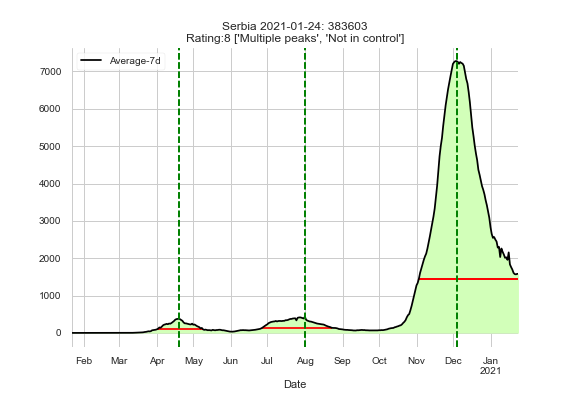 Serbia 2021-01-24: 383603
Rating:8 ['Multiple peaks', 'Not in control']
Average-7d
7000
6000
5000
4000
3000
2000
1000
0
Feb Mar Apr May Jun Jul Aug Sep Oct Nov Dec Jan
2021
Date